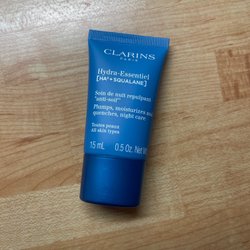 CLARINS
PARIS
Hydra-Essentiel
[HA² + SQUALANE]
Soin de nuit repulpant
"anti-soif"
Plumps, moisturizes and
quenches, night care
Toutes peaux
All skin types
15 mL 0.5 Oz. Net